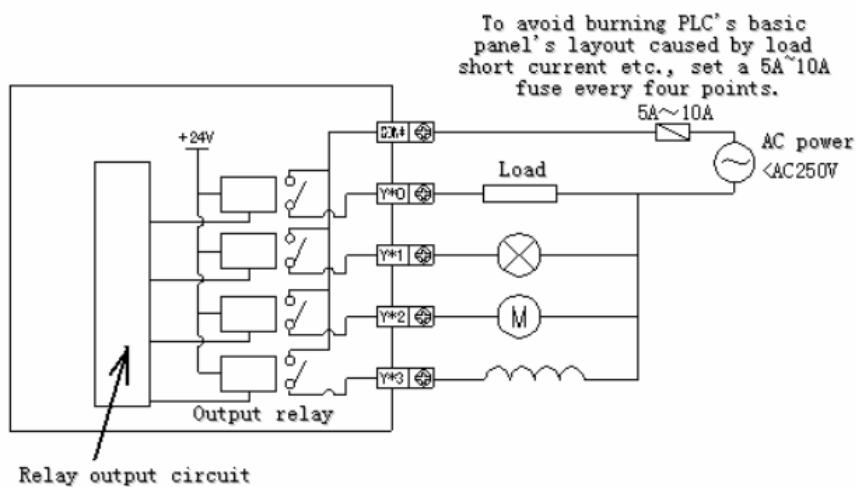 To avoid burning PLC's basic
panel's layout caused by load
short current etc., set a 5A~10A
fuse every four points.
5A～10A
COM#
AC power
<AC250V
+24V
Load
Y*0
Y*1
Y*2
M
Y*3
Output relay
Relay output circuit